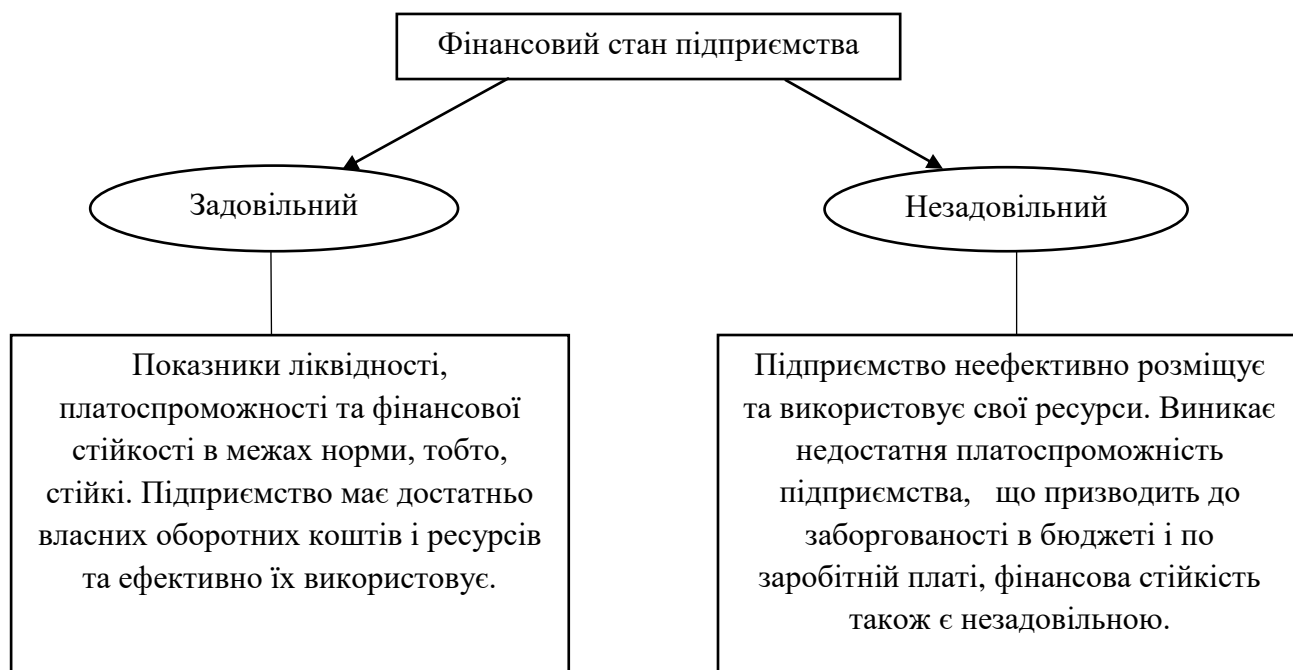 Фінансовий стан підприємства
Задовільний
Незадовільний
Показники ліквідності,
платоспроможності та фінансової
стійкості в межах норми, тобто,
стійкі. Підприємство має достатньо
власних оборотних коштів і ресурсів
та ефективно їх використовує.
Підприємство неефективно розміщує
та використовує свої ресурси. Виникає
недостатня платоспроможність
підприємства,   що призводить до
заборгованості в бюджеті і по
заробітній платі, фінансова стійкість
також є незадовільною.